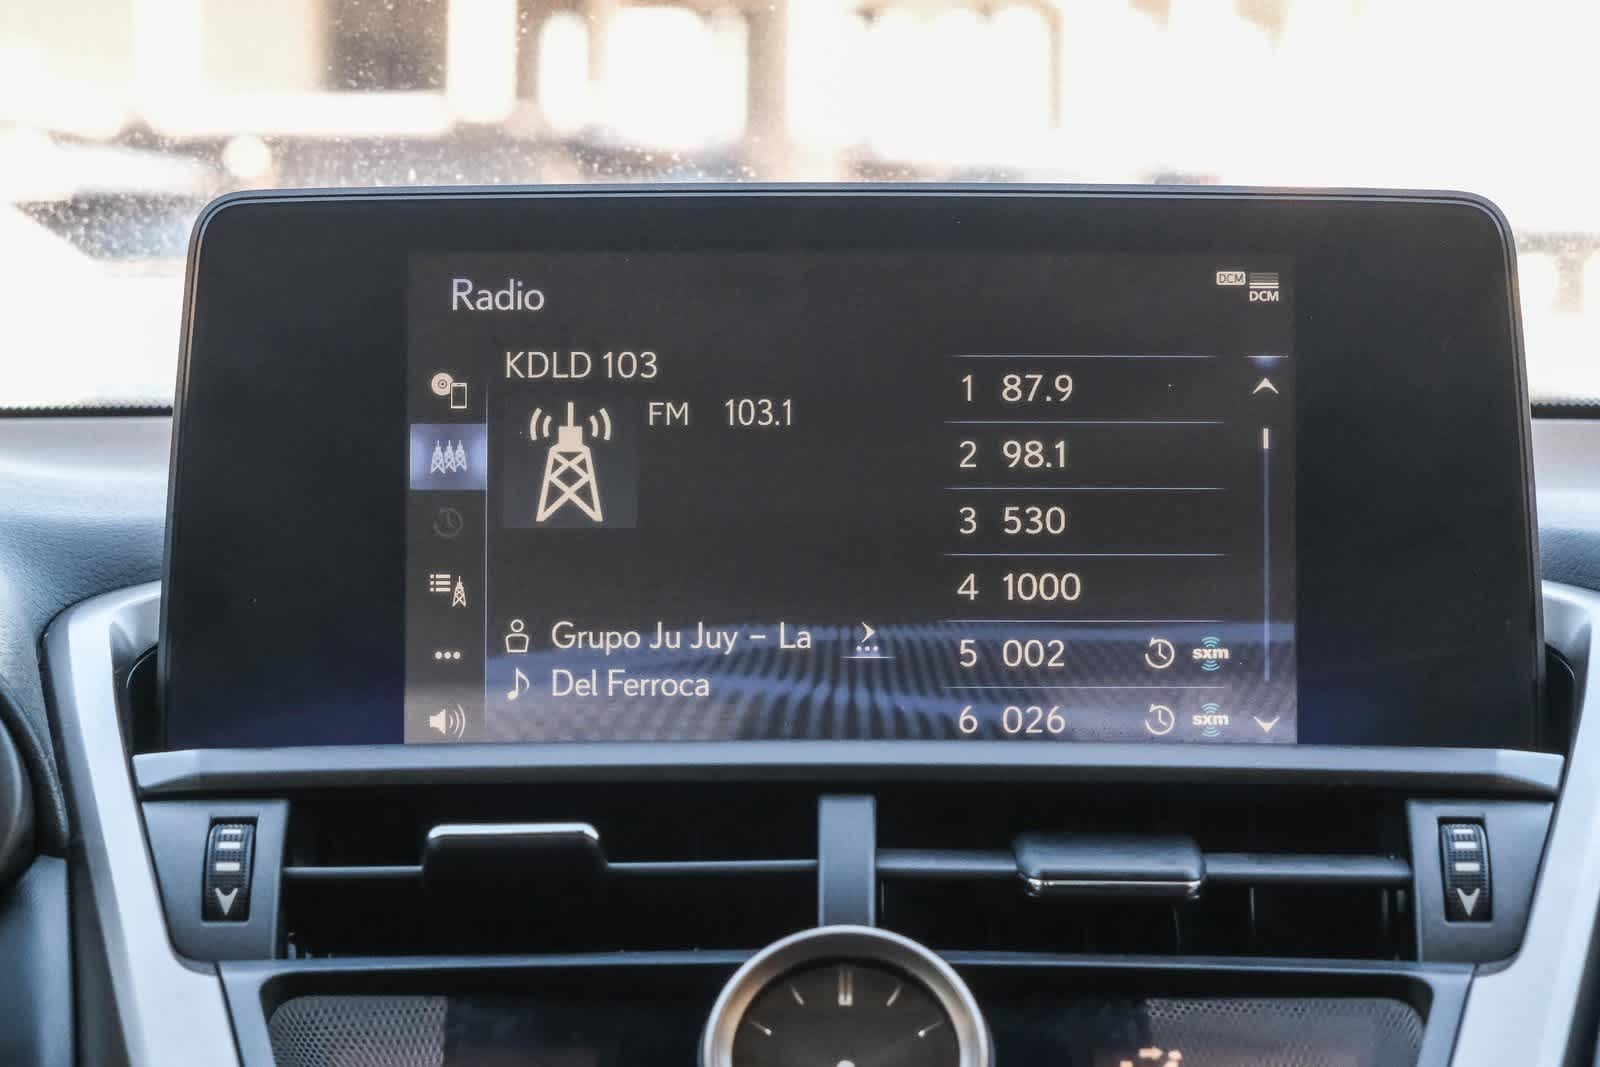 Radio
DCM
DCM
KDLD 103
FM 103.1
Grupo Ju Juy – La
Del Ferroca
1 87.9
2 98.1
3 530
4 1000
5 002 sxm
6 026 sxm